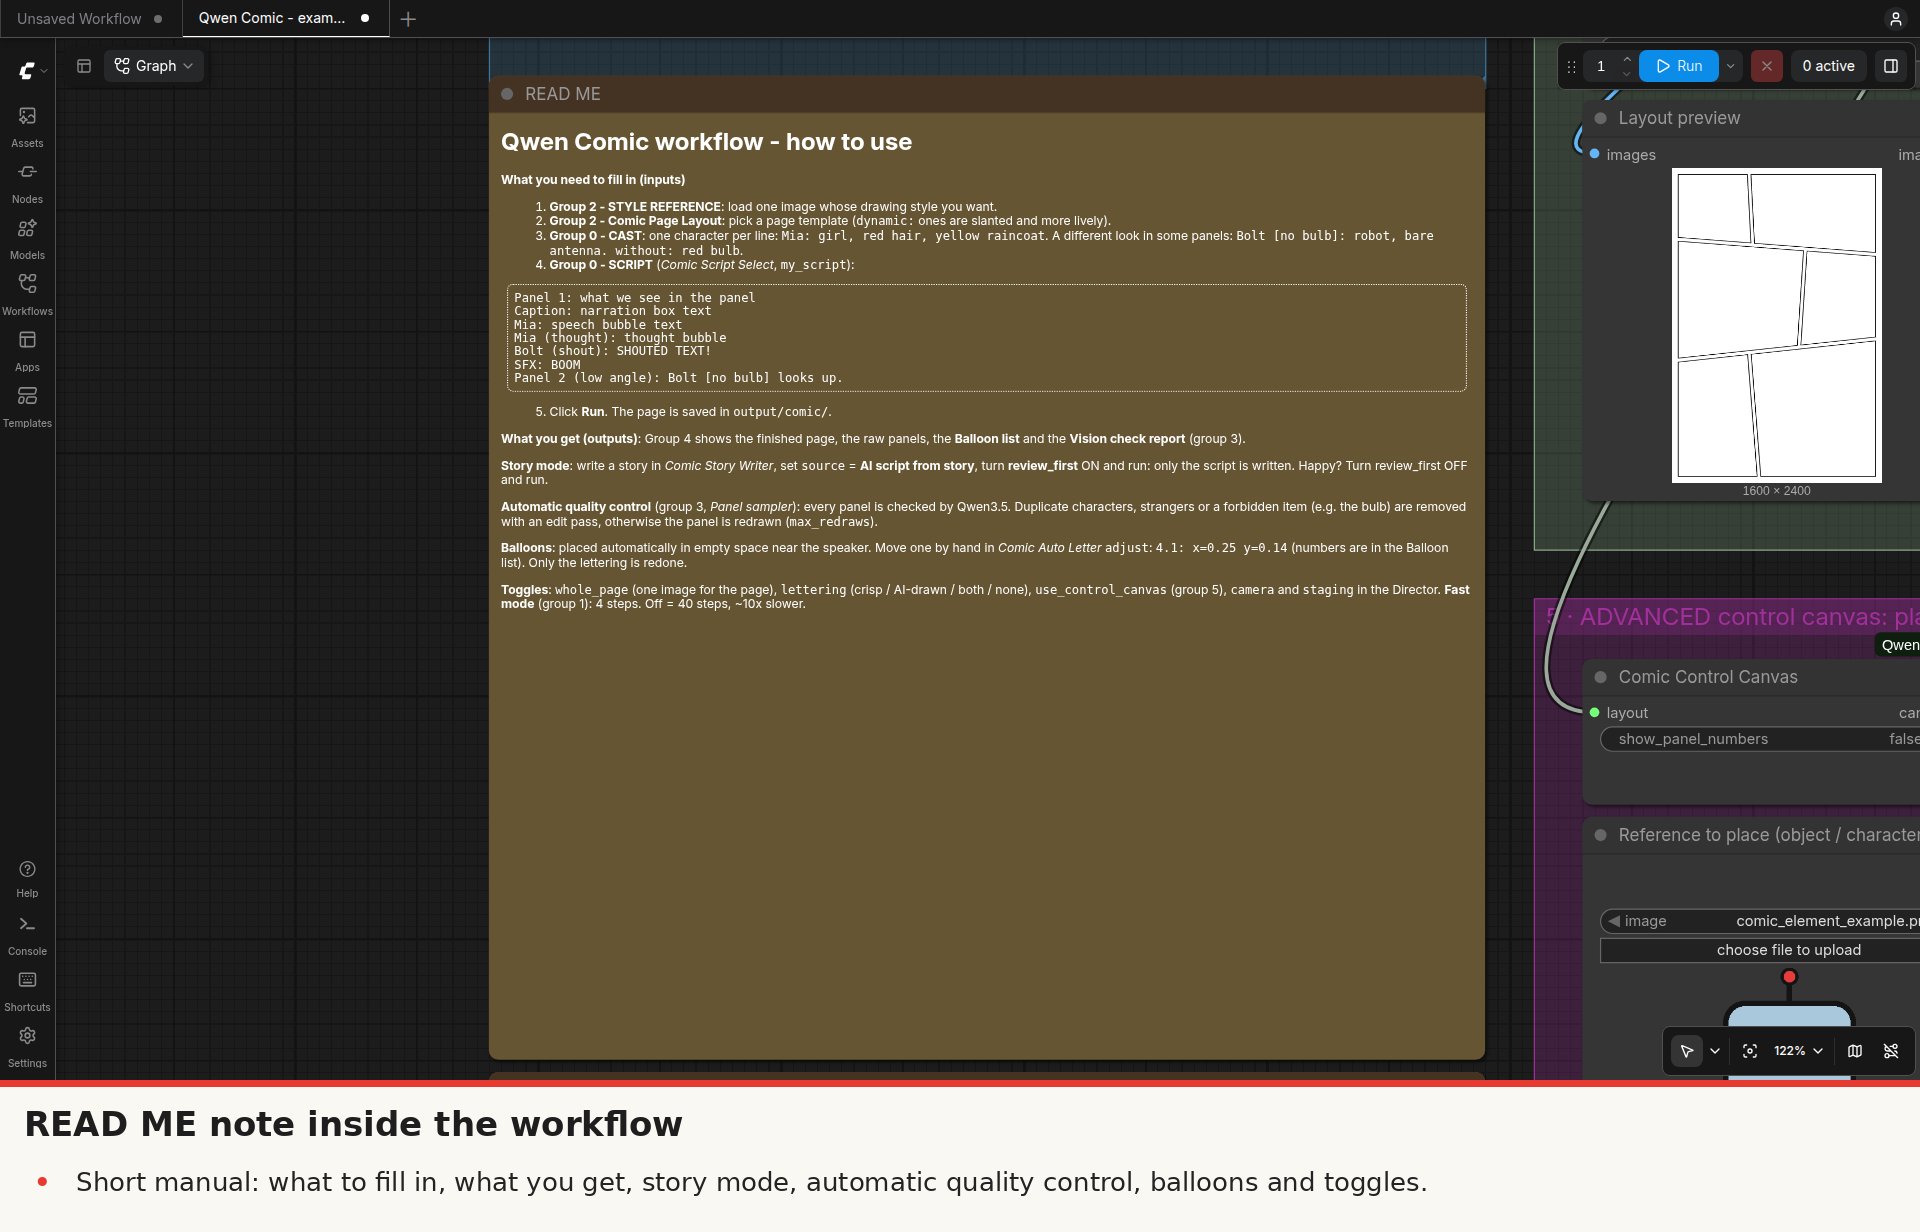 Unsaved Workflow
Qwen Comic - exam...
Graph
1
Run
0 active
Assets
Nodes
Models
Workflows
Apps
Templates
Help
Console
Shortcuts
Settings
READ ME
Qwen Comic workflow - how to use
What you need to fill in (inputs)
1. Group 2 - STYLE REFERENCE: load one image whose drawing style you want.
2. Group 2 - Comic Page Layout: pick a page template (dynamic: ones are slanted and more lively).
3. Group 0 - CAST: one character per line: Mia: girl, red hair, yellow raincoat. A different look in some panels: Bolt [no bulb]: robot, bare
antenna. without: red bulb.
4. Group 0 - SCRIPT (Comic Script Select, my_script):
Panel 1: what we see in the panel
Caption: narration box text
Mia: speech bubble text
Mia (thought): thought bubble
Bolt (shout): SHOUTED TEXT!
SFX: BOOM
Panel 2 (low angle): Bolt [no bulb] looks up.
5. Click Run. The page is saved in output/comic/.
What you get (outputs): Group 4 shows the finished page, the raw panels, the Balloon list and the Vision check report (group 3).
Story mode: write a story in Comic Story Writer, set source = AI script from story, turn review_first ON and run: only the script is written. Happy? Turn review_first OFF
and run.
Automatic quality control (group 3, Panel sampler): every panel is checked by Qwen3.5. Duplicate characters, strangers or a forbidden item (e.g. the bulb) are removed
with an edit pass, otherwise the panel is redrawn (max_redraws).
Balloons: placed automatically in empty space near the speaker. Move one by hand in Comic Auto Letter adjust: 4.1: x=0.25 y=0.14 (numbers are in the Balloon
list). Only the lettering is redone.
Toggles: whole_page (one image for the page), lettering (crisp / AI-drawn / both / none), use_control_canvas (group 5), camera and staging in the Director. Fast
mode (group 1): 4 steps. Off = 40 steps, ~10x slower.
Layout preview
images
ima
1600 × 2400
5 · ADVANCED control canvas: pla
Qwen
Comic Control Canvas
layout
can
show_panel_numbers
false
Reference to place (object / character
image
comic_element_example.pn
choose file to upload
122%
READ ME note inside the workflow
• Short manual: what to fill in, what you get, story mode, automatic quality control, balloons and toggles.